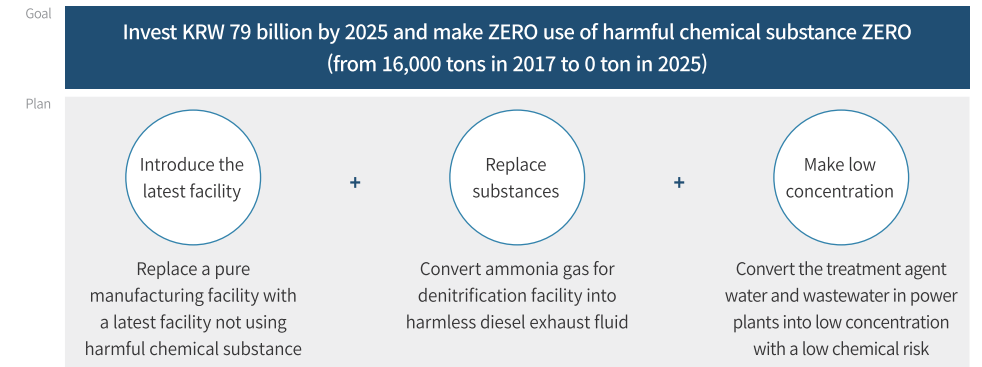 Goal
Invest KRW 79 billion by 2025 and make ZERO use of harmful chemical substance ZERO
(from 16,000 tons in 2017 to 0 ton in 2025)
Plan
Introduce the
latest facility
+
Replace
substances
+
Make low
concentration
Replace a pure
manufacturing facility with
a latest facility not using
harmful chemical substance
Convert ammonia gas for
denitrification facility into
harmless diesel exhaust fluid
Convert the treatment agent
water and wastewater in power
plants into low concentration
with a low chemical risk